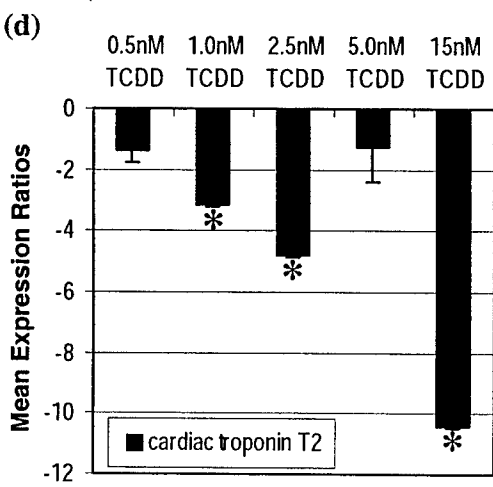 (d)
0.5nM 1.0nM 2.5nM 5.0nM 15nM
TCDD TCDD TCDD TCDD TCDD
Mean Expression Ratios
0
-2
-4
-6
-8
-10
-12
*
*
*
cardiac troponin T2